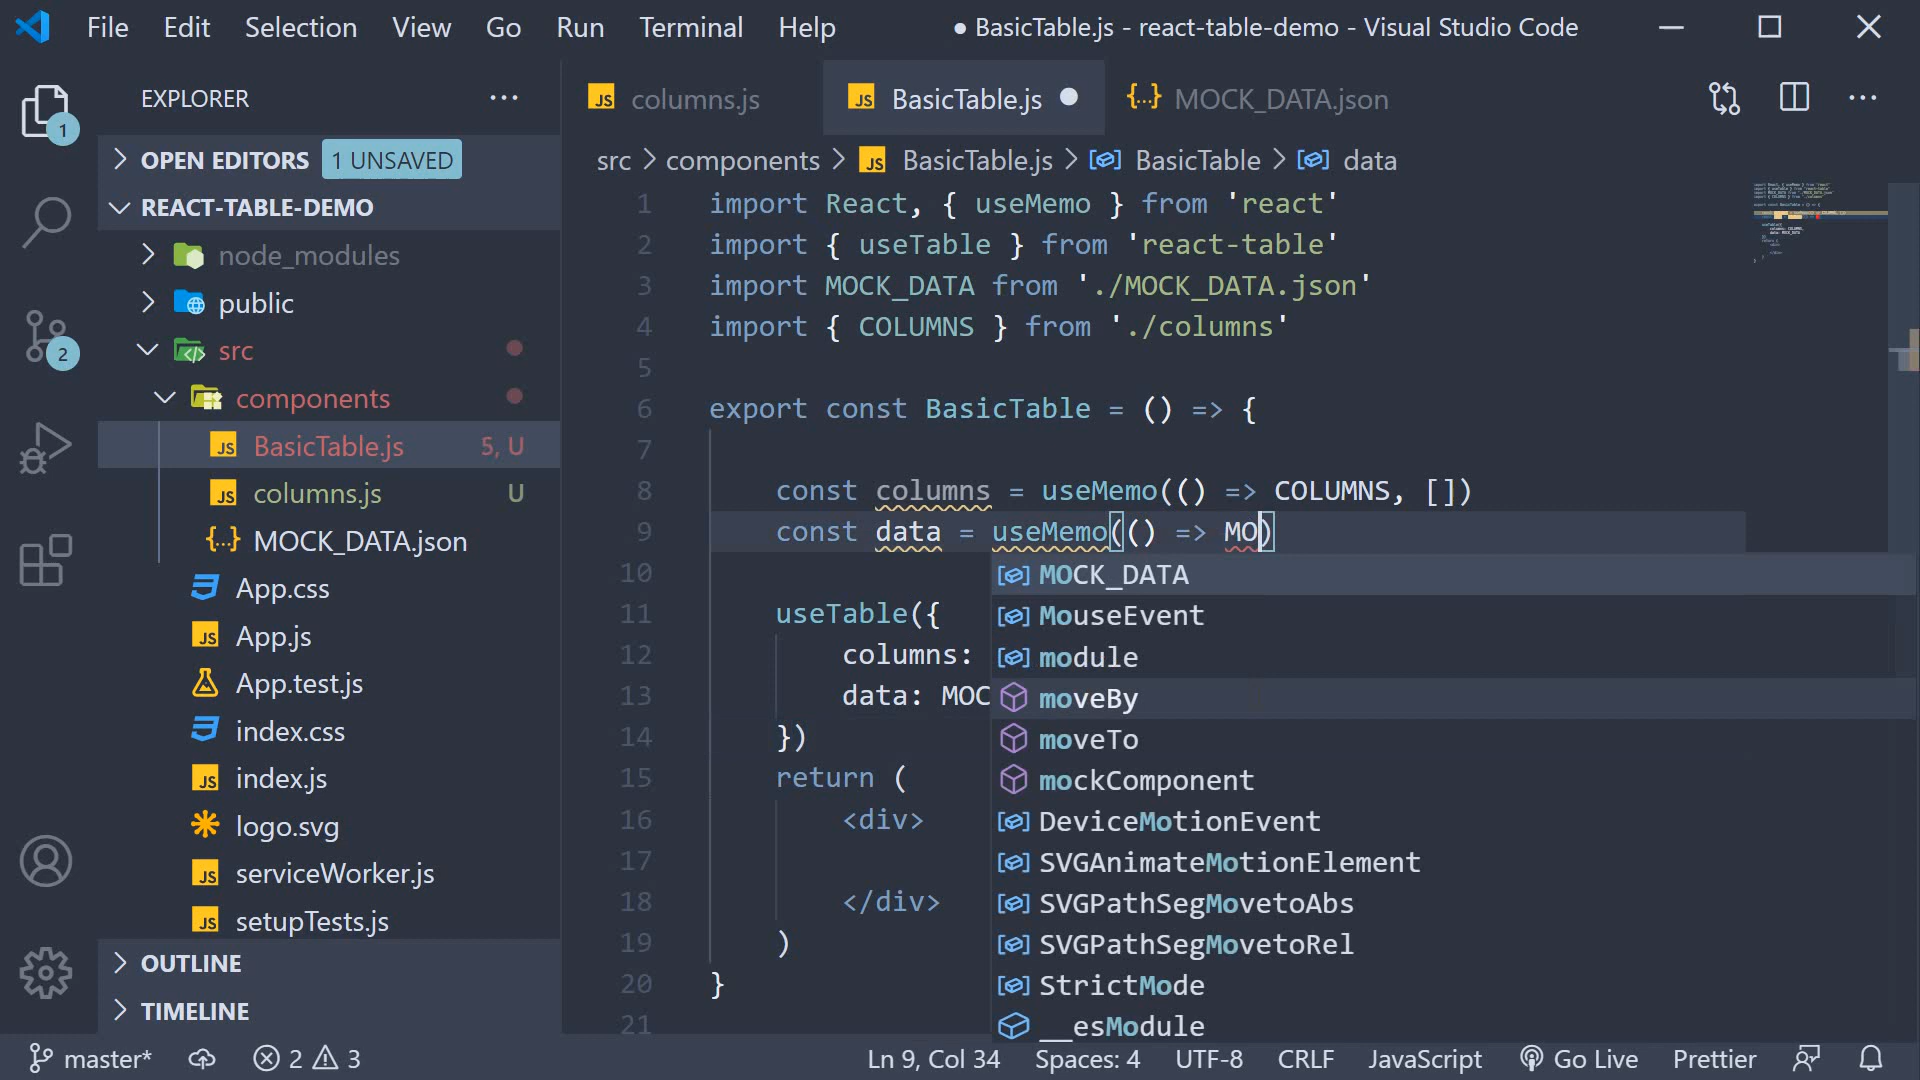 File Edit Selection View Go Run Terminal Help ● BasicTable.js - react-table-demo - Visual Studio Code
EXPLORER
1
OPEN EDITORS 1 UNSAVED
REACT-TABLE-DEMO
node_modules
public
src
2
components
BasicTable.js 5, U
columns.js U
MOCK_DATA.json
App.css
App.js
App.test.js
index.css
index.js
logo.svg
serviceWorker.js
setupTests.js
OUTLINE
TIMELINE
columns.js BasicTable.js ● MOCK_DATA.json
src > components > BasicTable.js > BasicTable > data
1 import React, { useMemo } from 'react'
2 import { useTable } from 'react-table'
3 import MOCK_DATA from './MOCK_DATA.json'
4 import { COLUMNS } from './columns'
5
6 export const BasicTable = () => {
7
8 const columns = useMemo(() => COLUMNS, [])
9 const data = useMemo(() => MO)
10
11 useTable({
12 columns:
13 data: MOC
14 })
15 return (
16 <div>
17
18 </div>
19 )
20 }
21
MOCK_DATA
MouseEvent
module
moveBy
moveTo
mockComponent
DeviceMotionEvent
SVGAnimateMotionElement
SVGPathSegMovetoAbs
SVGPathSegMovetoRel
StrictMode
__esModule
master* 2 3 Ln 9, Col 34 Spaces: 4 UTF-8 CRLF JavaScript Go Live Prettier